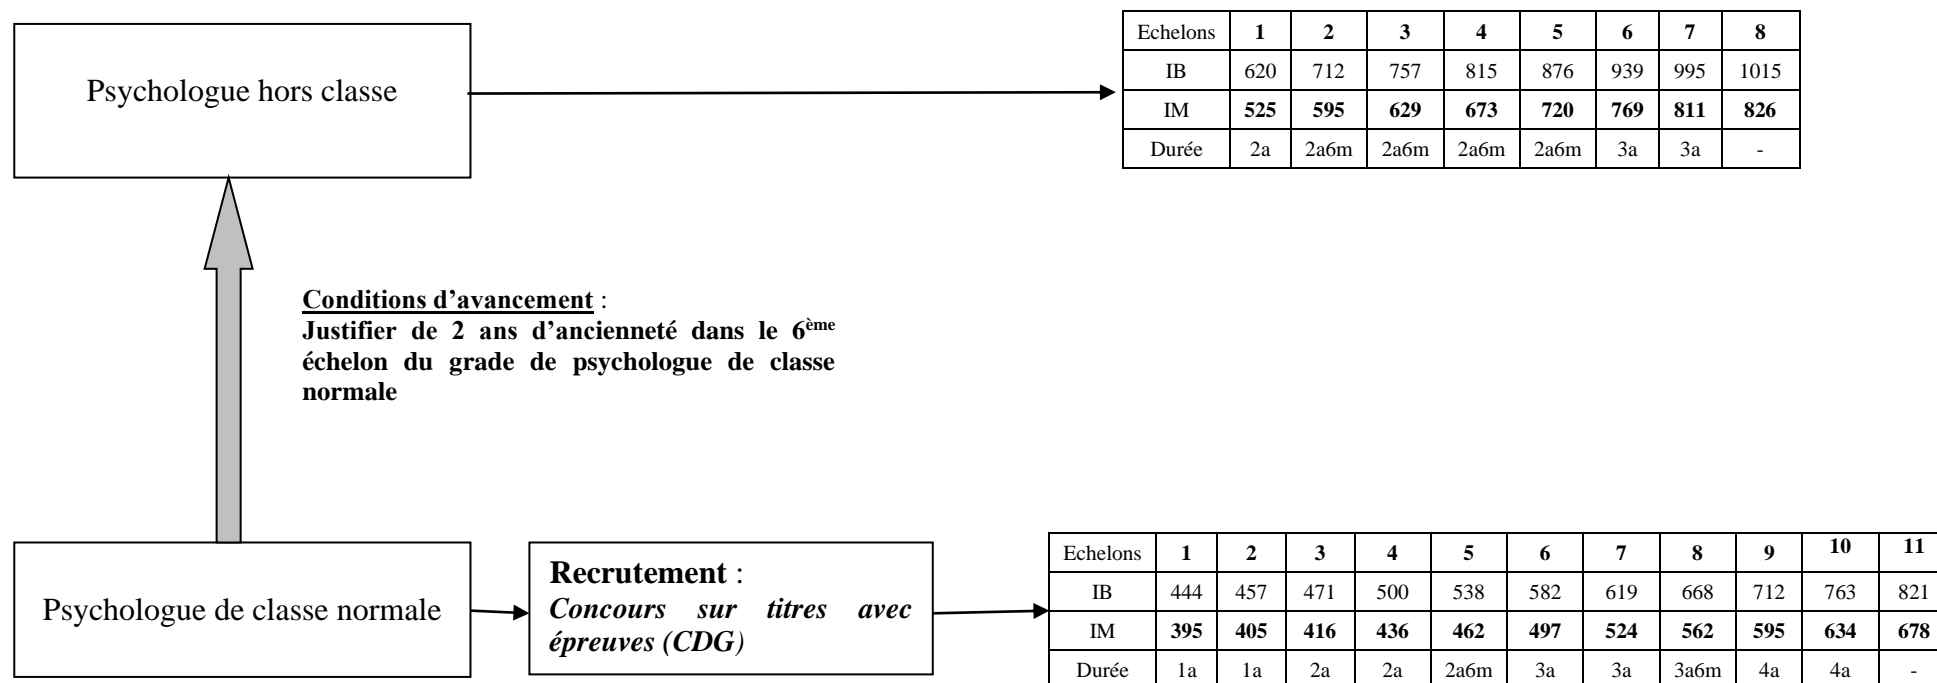 Psychologue hors classe
Echelons 1 2 3 4 5 6 7 8
IB 620 712 757 815 876 939 995 1015
IM 525 595 629 673 720 769 811 826
Durée 2a 2a6m 2a6m 2a6m 2a6m 3a 3a -
Conditions d’avancement :
Justifier de 2 ans d’ancienneté dans le 6ème
échelon du grade de psychologue de classe
normale
Psychologue de classe normale
Recrutement :
Concours sur titres avec
épreuves (CDG)
Echelons 1 2 3 4 5 6 7 8 9 10 11
IB 444 457 471 500 538 582 619 668 712 763 821
IM 395 405 416 436 462 497 524 562 595 634 678
Durée 1a 1a 2a 2a 2a6m 3a 3a 3a6m 4a 4a -